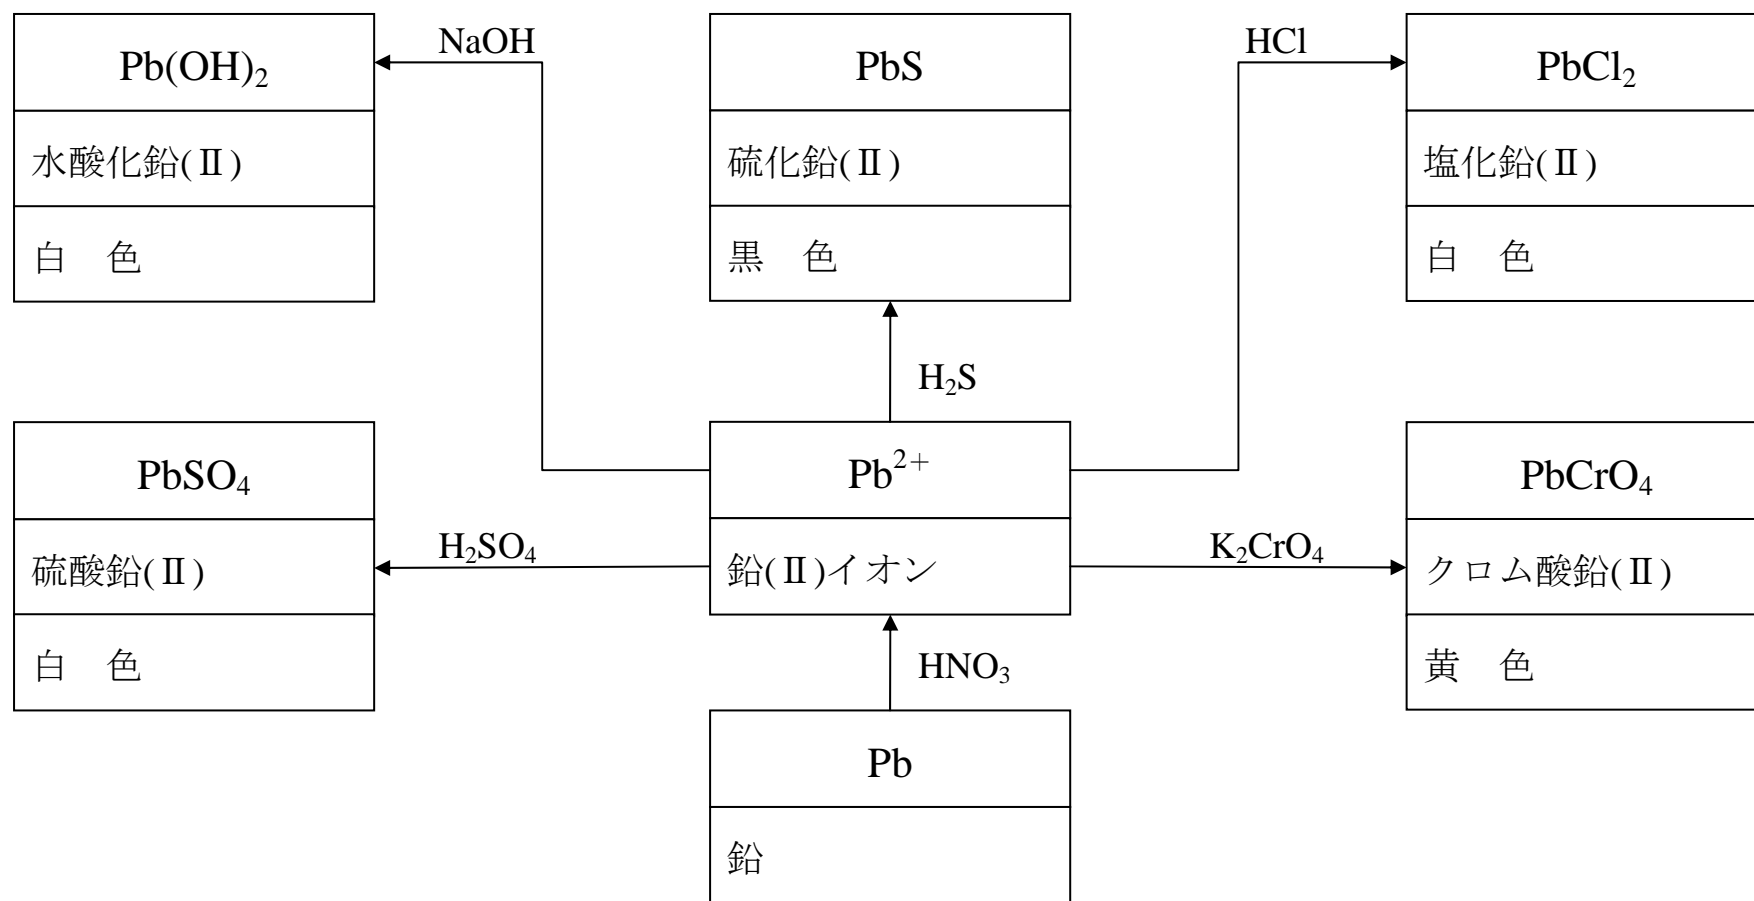 NaOH
HCl
Pb(OH)₂
PbS
PbCl₂
水酸化鉛(Ⅱ)
硫化鉛(Ⅱ)
塩化鉛(Ⅱ)
白　色
黒　色
白　色
H₂S
PbSO₄
Pb²⁺
PbCrO₄
H₂SO₄
K₂CrO₄
硫酸鉛(Ⅱ)
鉛(Ⅱ)イオン
クロム酸鉛(Ⅱ)
白　色
HNO₃
黄　色
Pb
鉛